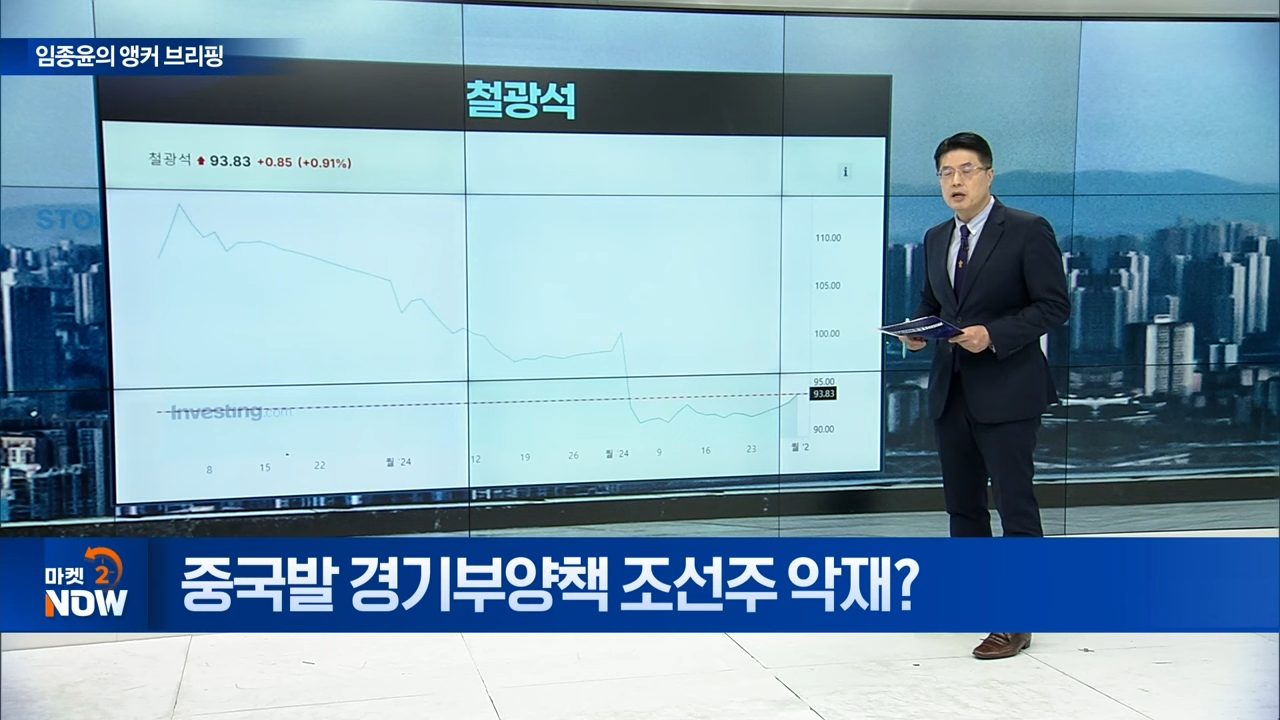 임종윤의 앵커 브리핑
철광석
철광석 93.83 +0.85 (+0.91%)
i
STO
110.00
105.00
100.00
95.00
93.83
90.00
Investing.com
8 15 22 월 '24 12 19 26 월 '24 9 16 23 월 '2
마켓 2
NOW
중국발 경기부양책 조선주 악재?